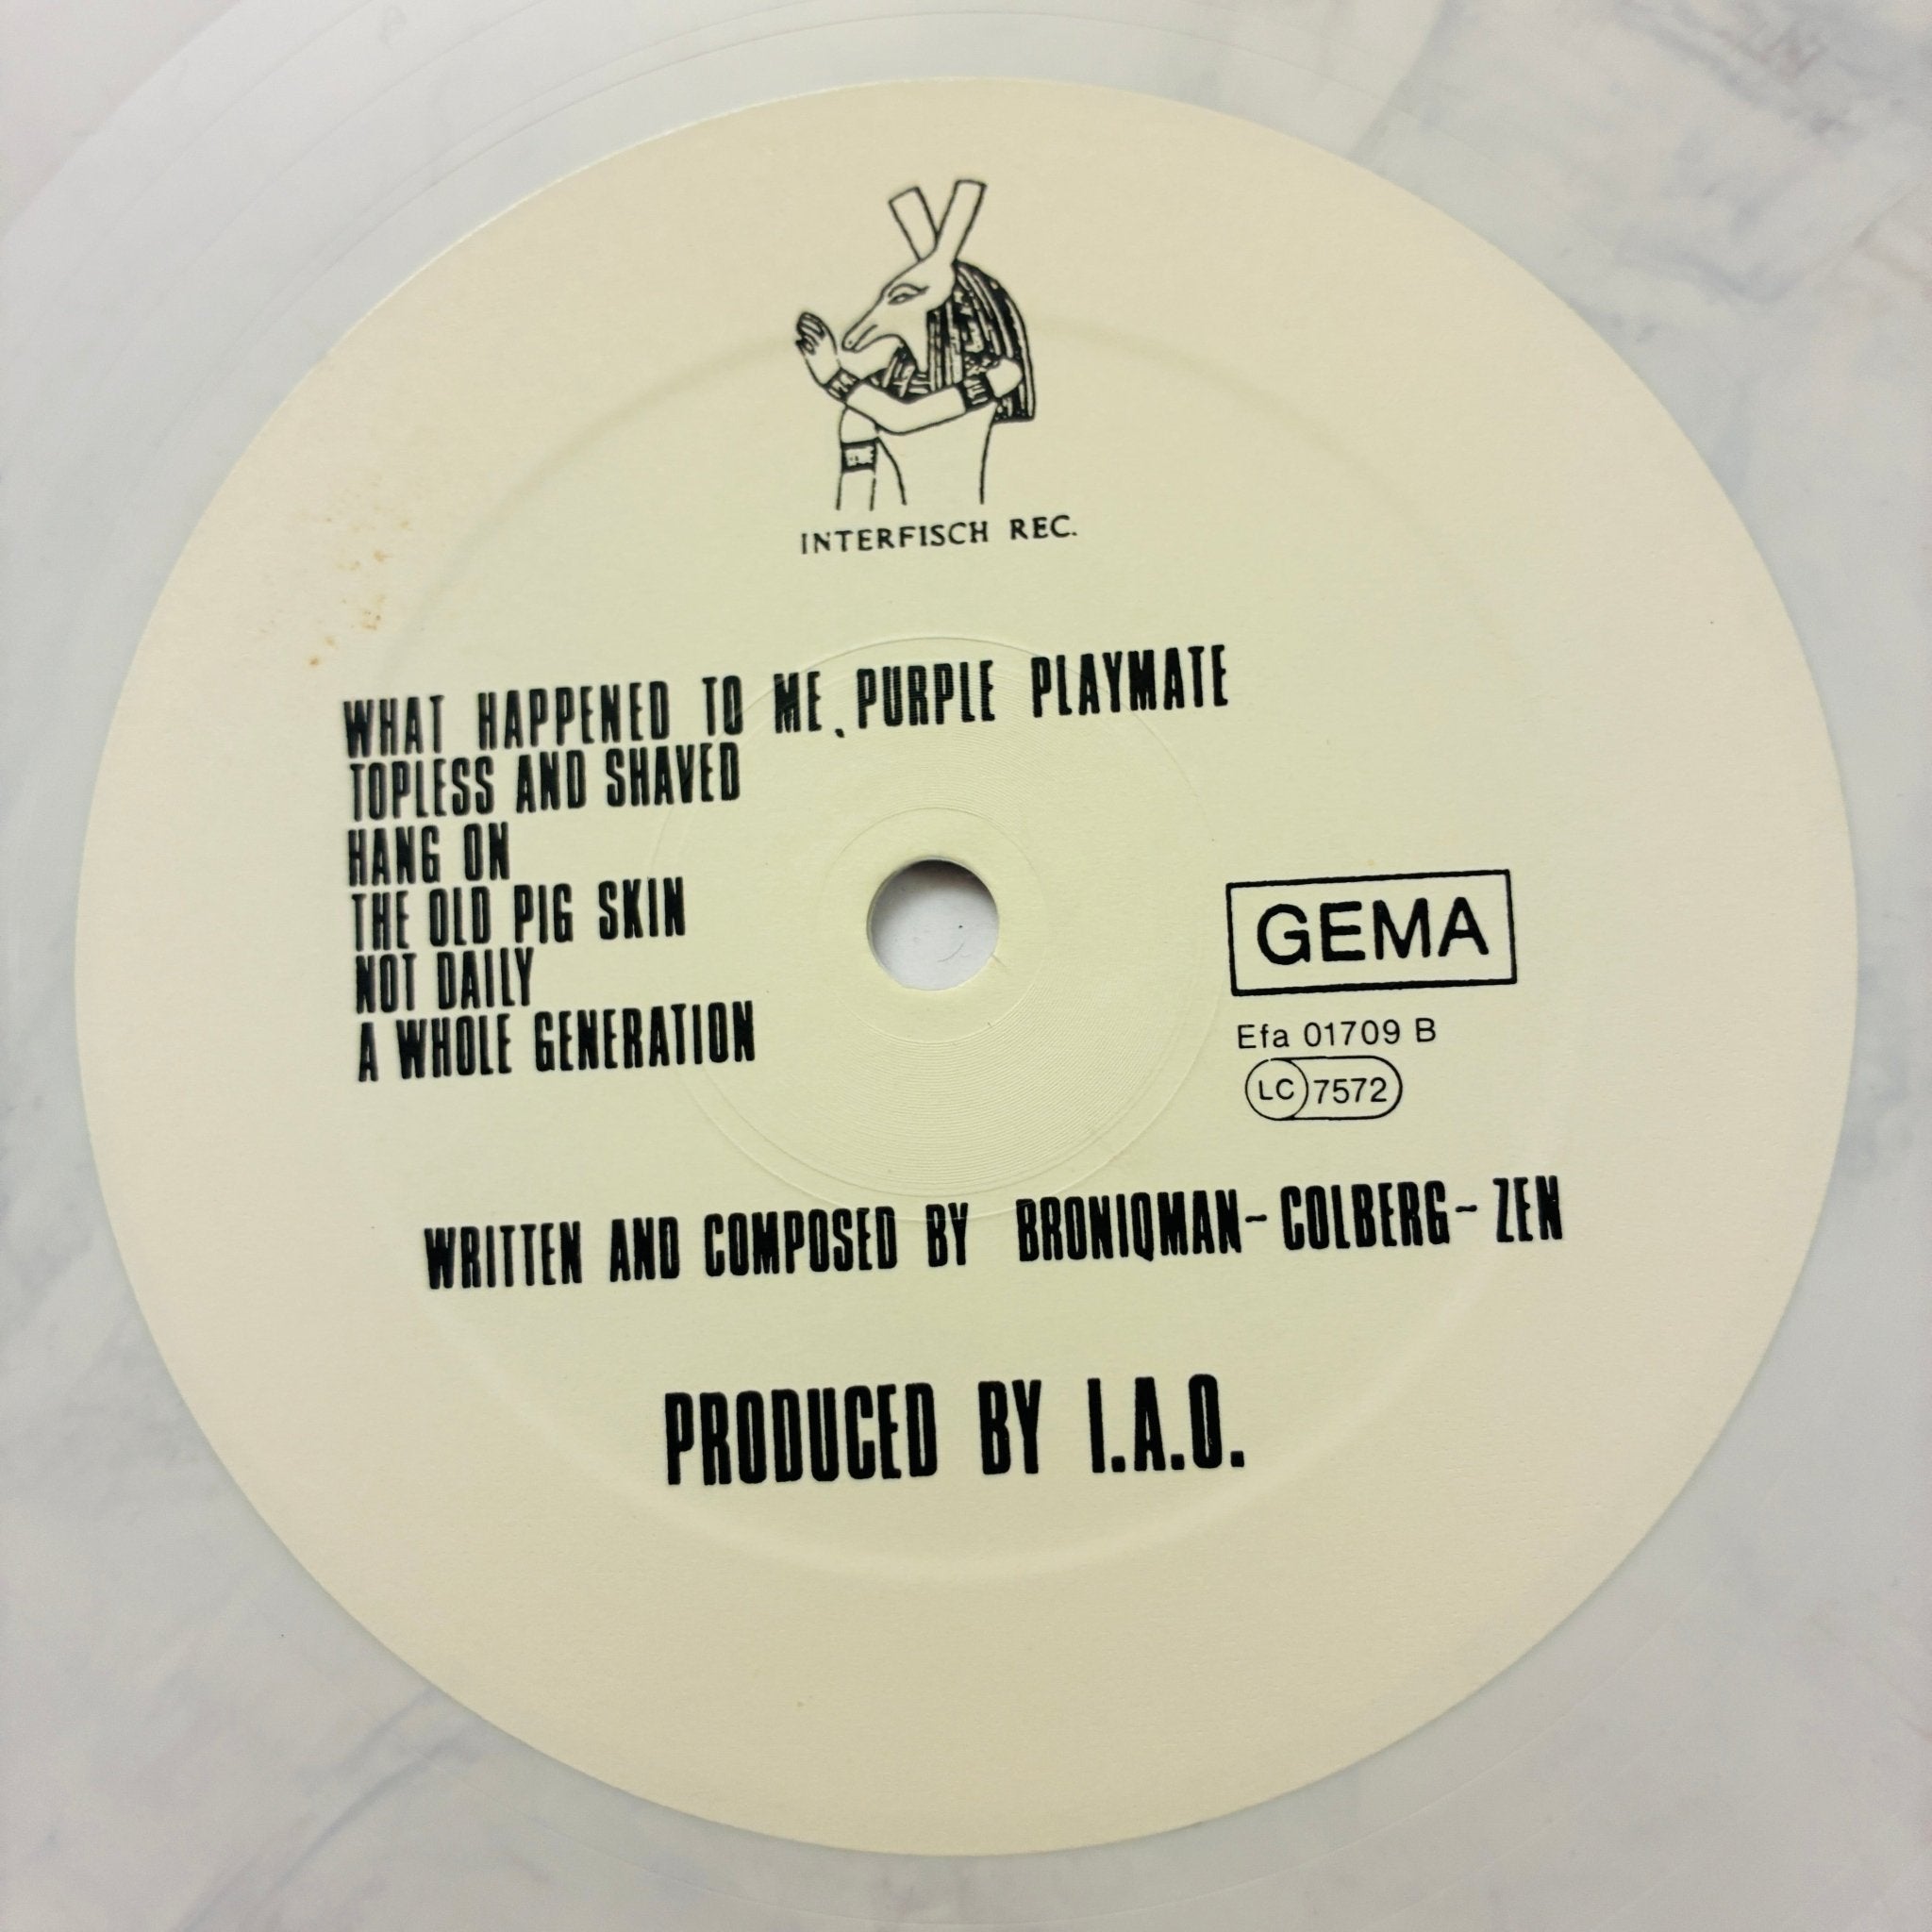 INTERFISCH REC.
WHAT HAPPENED TO ME, PURPLE PLAYMATE
TOPLESS AND SHAVED
HANG ON
THE OLD PIG SKIN
NOT DAILY
A WHOLE GENERATION
GEMA
Efa 01709 B
LC 7572
WRITTEN AND COMPOSED BY BRONIQMAN-COLBERG-ZEN
PRODUCED BY I.A.O.